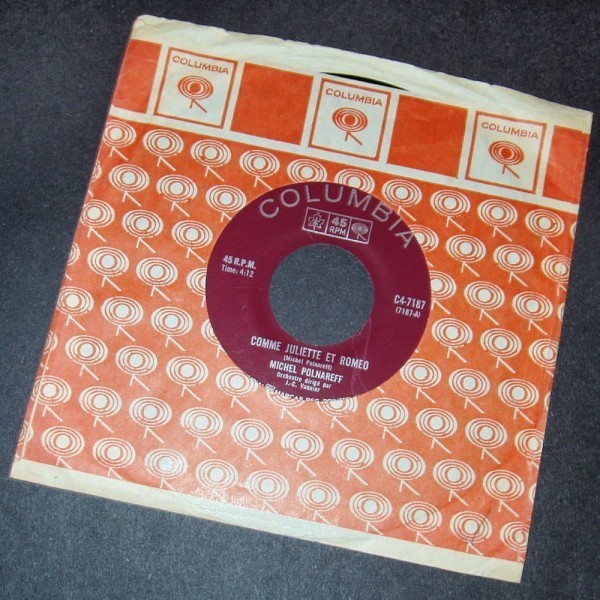 COLUMBIA
COLUMBIA
COLUMBIA
COLUMBIA
45
RPM
45 R.P.M.
Time: 4:12
C4-7187
(7187-A)
COMME JULIETTE ET ROMEO
(Michel Polnareff)
MICHEL POLNAREFF
Orchestre dirigé par
J.-C. Vannier